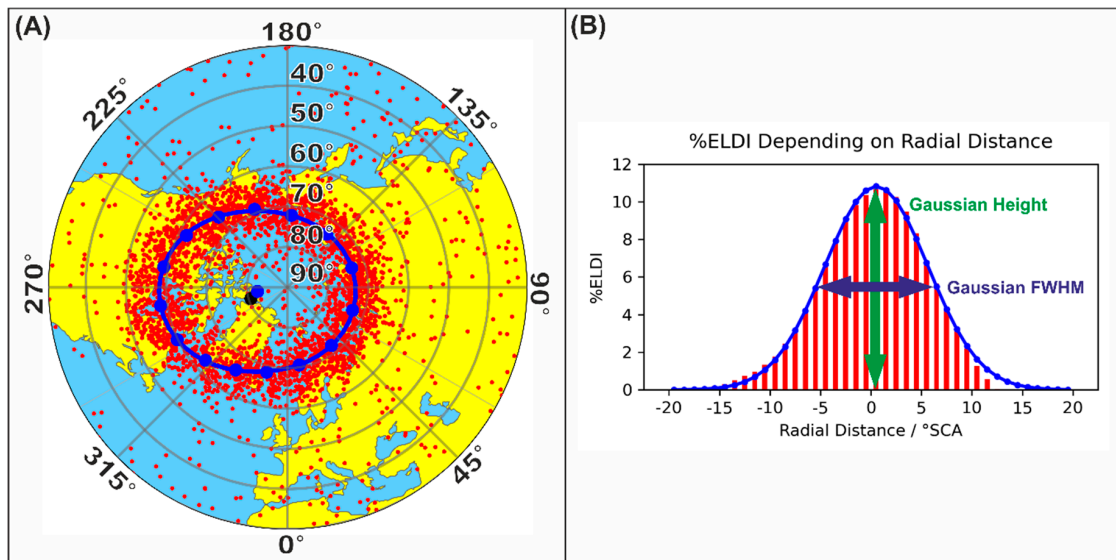 (A)
180°
225°
135°
40°
50°
60°
70°
80°
90°
270°
90°
315°
45°
0°
(B)
%ELDI Depending on Radial Distance
12
10
8
6
4
2
0
%ELDI
Gaussian Height
Gaussian FWHM
-20 -15 -10 -5 0 5 10 15 20
Radial Distance / °SCA